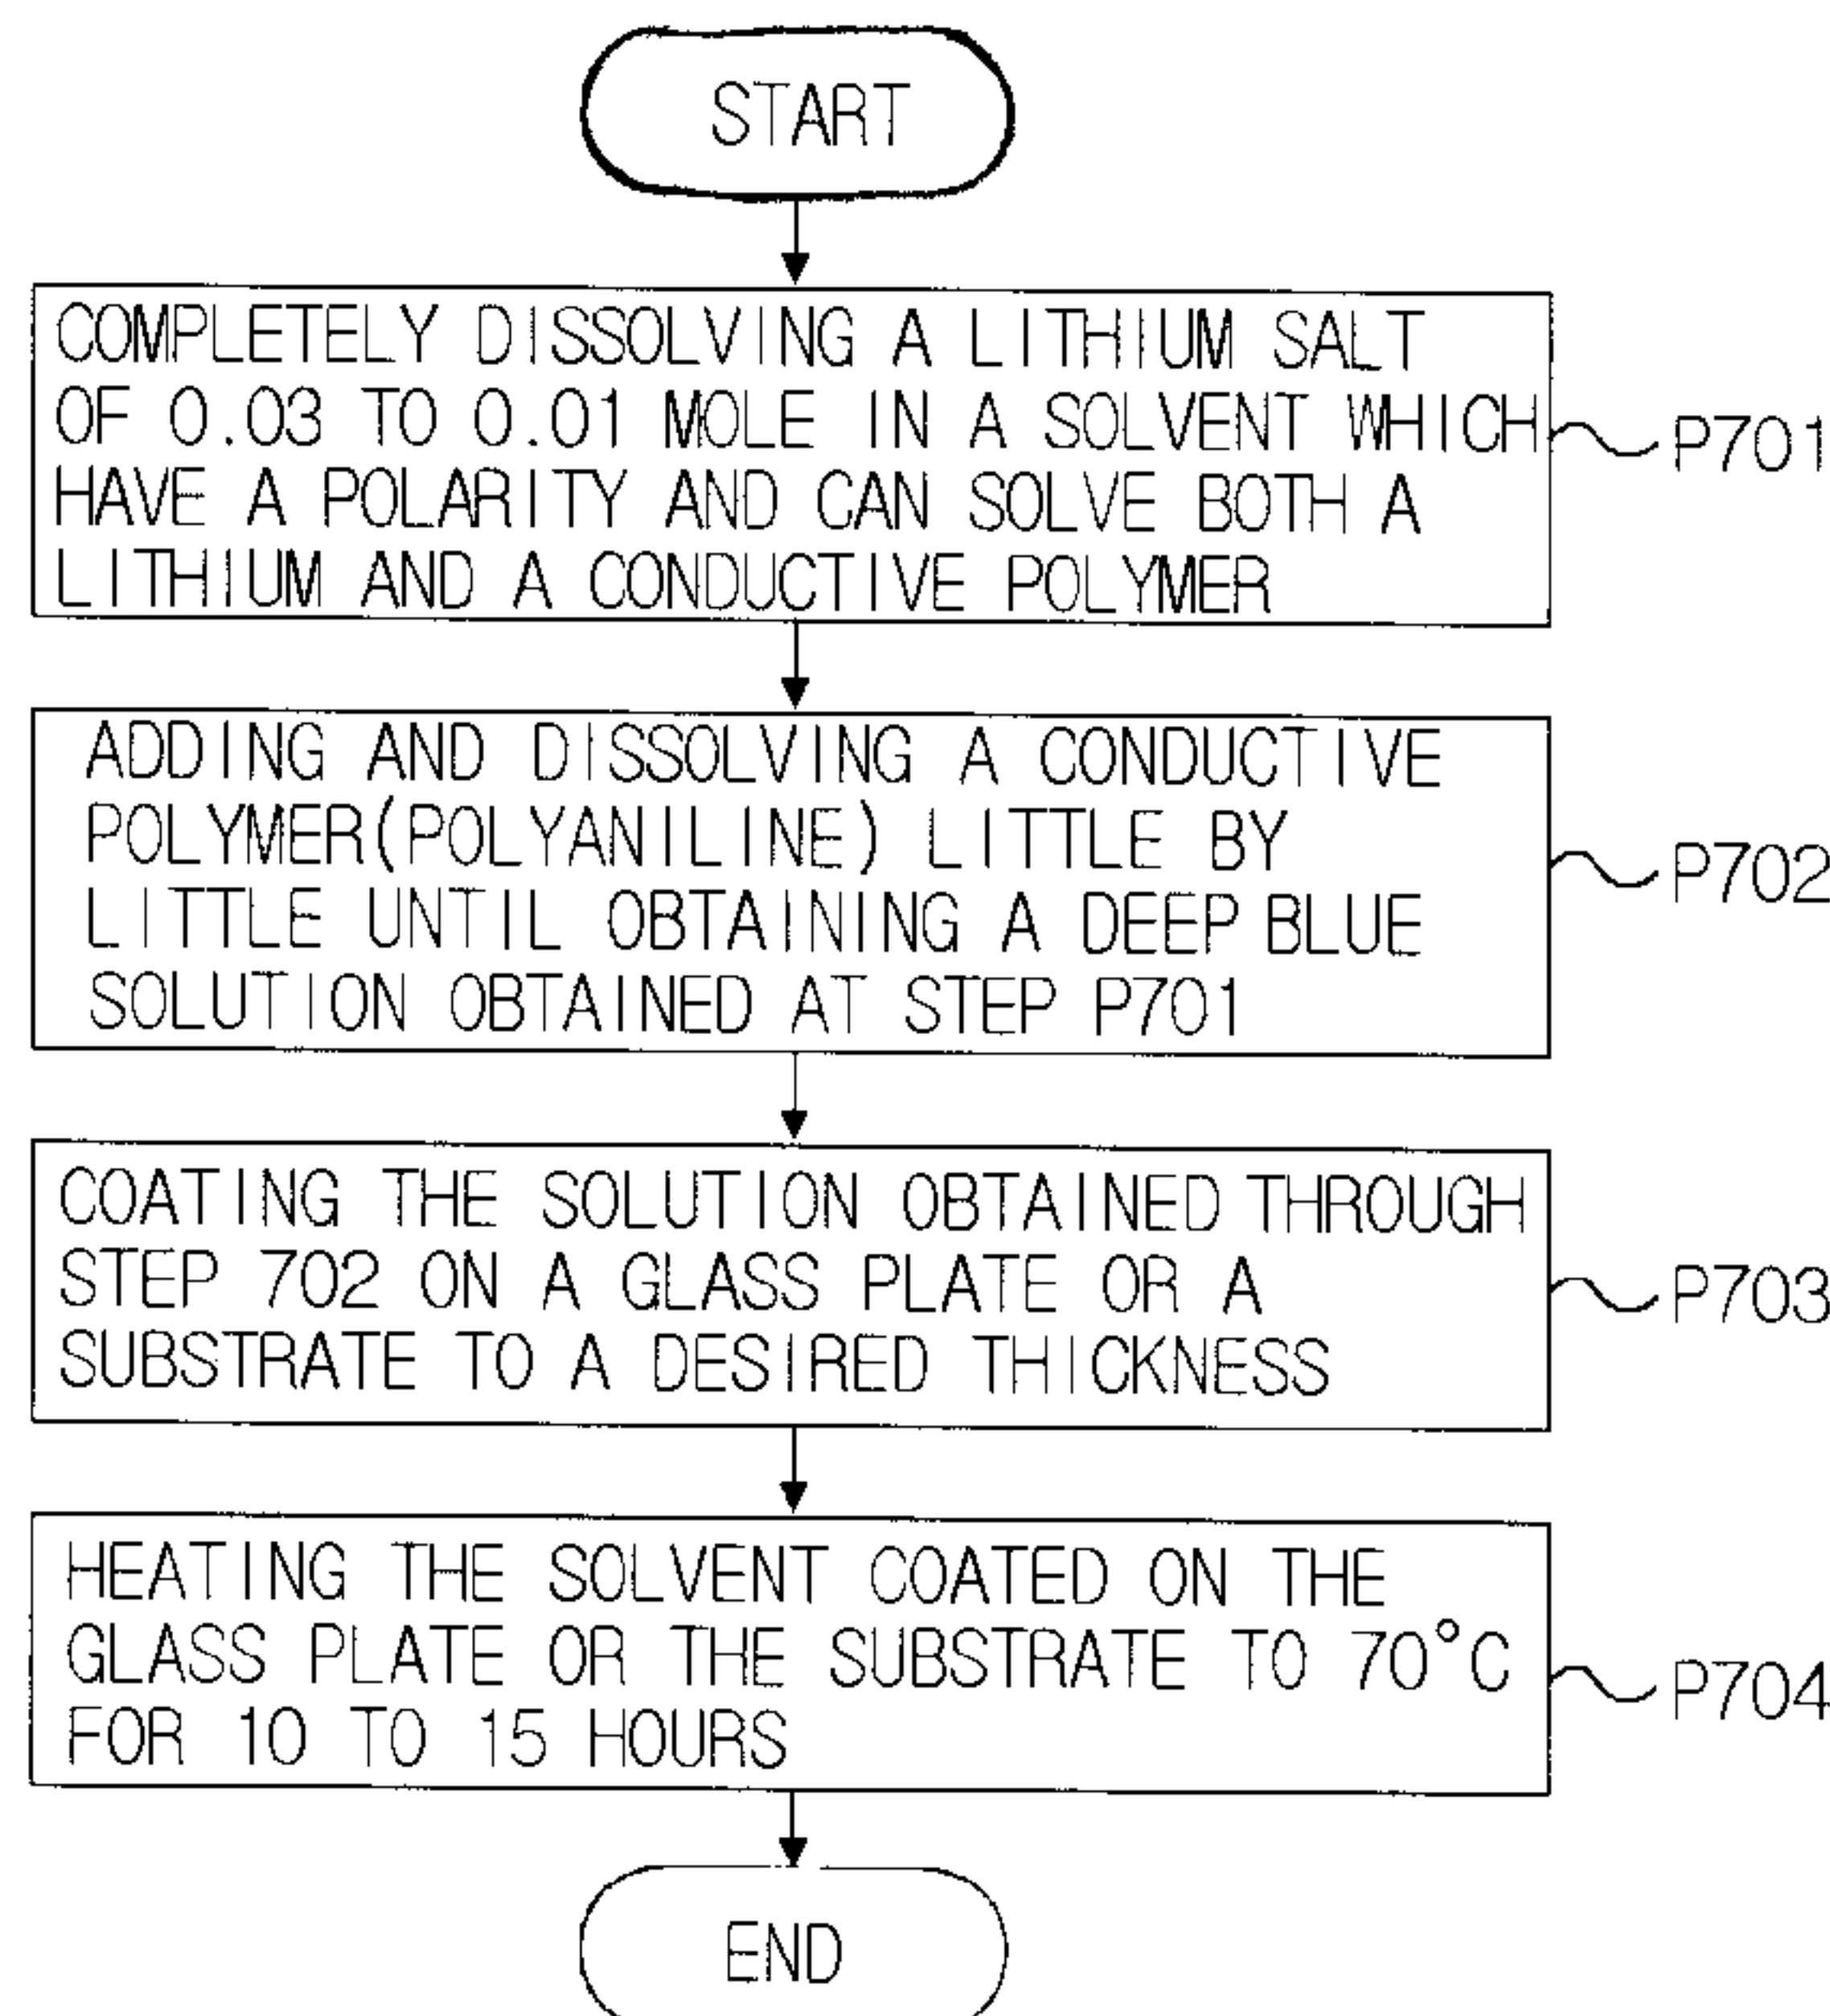 START
COMPLETELY DISSOLVING A LITHIUM SALT
OF 0.03 TO 0.01 MOLE IN A SOLVENT WHICH
HAVE A POLARITY AND CAN SOLVE BOTH A
LITHIUM AND A CONDUCTIVE POLYMER
P701
ADDING AND DISSOLVING A CONDUCTIVE
POLYMER(POLYANILINE) LITTLE BY
LITTLE UNTIL OBTAINING A DEEP BLUE
SOLUTION OBTAINED AT STEP P701
P702
COATING THE SOLUTION OBTAINED THROUGH
STEP 702 ON A GLASS PLATE OR A
SUBSTRATE TO A DESIRED THICKNESS
P703
HEATING THE SOLVENT COATED ON THE
GLASS PLATE OR THE SUBSTRATE TO 70°C
FOR 10 TO 15 HOURS
P704
END